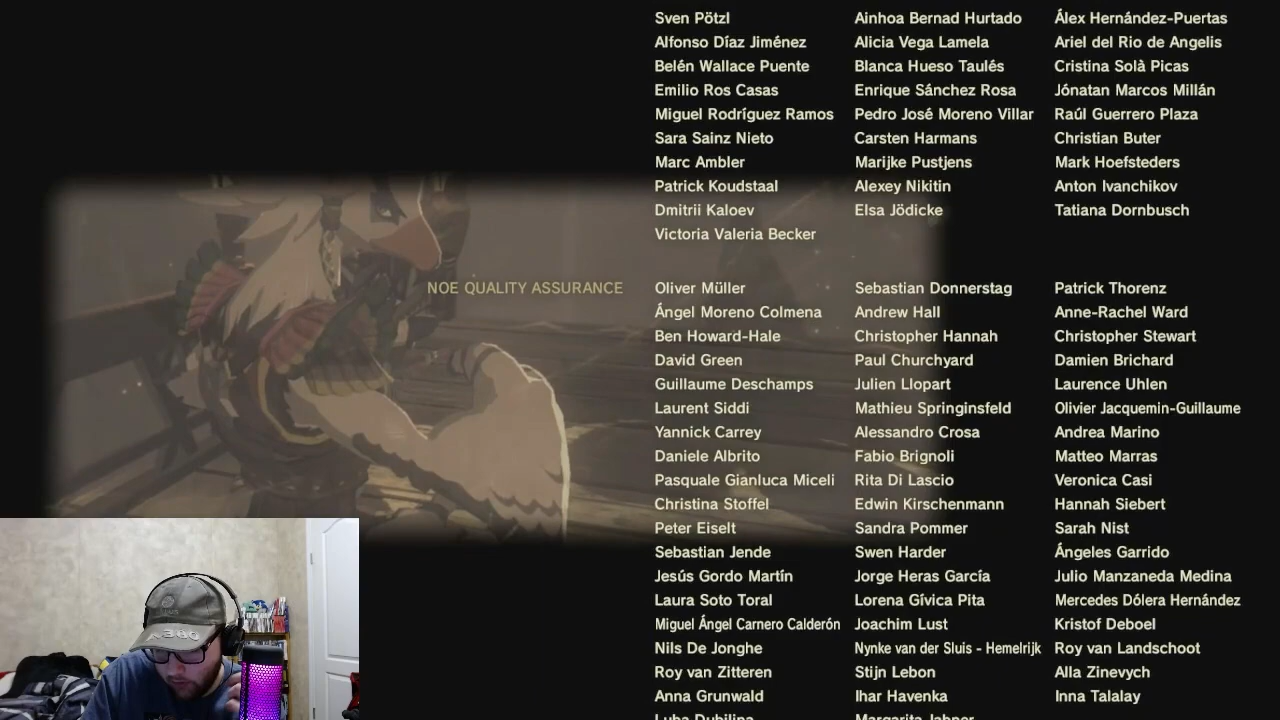 Sven Pötzl Ainhoa Bernad Hurtado Álex Hernández-Puertas
Alfonso Díaz Jiménez Alicia Vega Lamela Ariel del Rio de Angelis
Belén Wallace Puente Blanca Hueso Taulés Cristina Solà Picas
Emilio Ros Casas Enrique Sánchez Rosa Jónatan Marcos Millán
Miguel Rodríguez Ramos Pedro José Moreno Villar Raúl Guerrero Plaza
Sara Sainz Nieto Carsten Harmans Christian Buter
Marc Ambler Marijke Pustjens Mark Hoefsteders
Patrick Koudstaal Alexey Nikitin Anton Ivanchikov
Dmitrii Kaloev Elsa Jödicke Tatiana Dornbusch
Victoria Valeria Becker
NOE QUALITY ASSURANCE Oliver Müller Sebastian Donnerstag Patrick Thorenz
Ángel Moreno Colmena Andrew Hall Anne-Rachel Ward
Ben Howard-Hale Christopher Hannah Christopher Stewart
David Green Paul Churchyard Damien Brichard
Guillaume Deschamps Julien Llopart Laurence Uhlen
Laurent Siddi Mathieu Springinsfeld Olivier Jacquemin-Guillaume
Yannick Carrey Alessandro Crosa Andrea Marino
Daniele Albrito Fabio Brignoli Matteo Marras
Pasquale Gianluca Miceli Rita Di Lascio Veronica Casi
Christina Stoffel Edwin Kirschenmann Hannah Siebert
Peter Eiselt Sandra Pommer Sarah Nist
Sebastian Jende Swen Harder Ángeles Garrido
Jesús Gordo Martín Jorge Heras García Julio Manzaneda Medina
Laura Soto Toral Lorena Gívica Pita Mercedes Dólera Hernández
Miguel Ángel Carnero Calderón Joachim Lust Kristof Deboel
Nils De Jonghe Nynke van der Sluis - Hemelrijk Roy van Landschoot
Roy van Zitteren Stijn Lebon Alla Zinevych
Anna Grunwald Ihar Havenka Inna Talalay